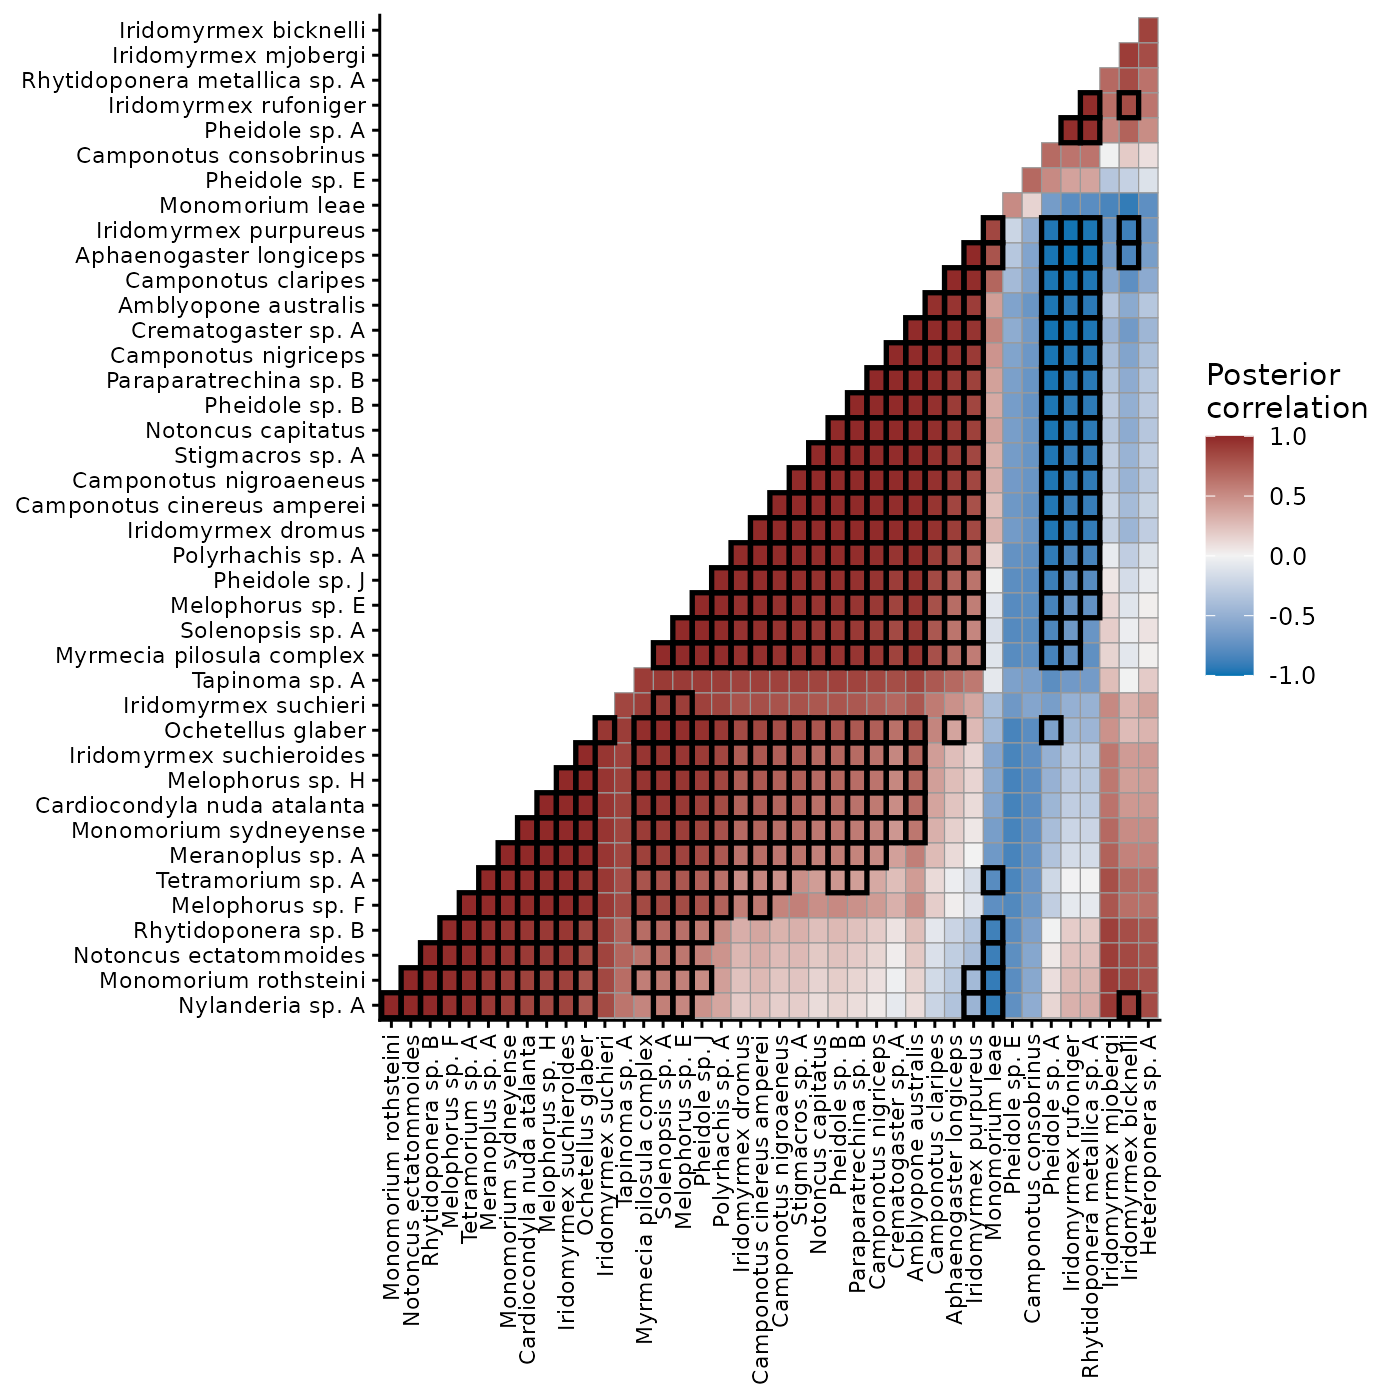 Iridomyrmex bicknelli
Iridomyrmex mjobergi
Rhytidoponera metallica sp. A
Iridomyrmex rufoniger
Pheidole sp. A
Camponotus consobrinus
Pheidole sp. E
Monomorium leae
Iridomyrmex purpureus
Aphaenogaster longiceps
Camponotus claripes
Amblyopone australis
Crematogaster sp. A
Camponotus nigriceps
Paraparatrechina sp. B
Pheidole sp. B
Notoncus capitatus
Stigmacros sp. A
Camponotus nigroaeneus
Camponotus cinereus amperei
Iridomyrmex dromus
Polyrhachis sp. A
Pheidole sp. J
Melophorus sp. E
Solenopsis sp. A
Myrmecia pilosula complex
Tapinoma sp. A
Iridomyrmex suchieri
Ochetellus glaber
Iridomyrmex suchieroides
Melophorus sp. H
Cardiocondyla nuda atalanta
Monomorium sydneyense
Meranoplus sp. A
Tetramorium sp. A
Melophorus sp. F
Rhytidoponera sp. B
Notoncus ectatommoides
Monomorium rothsteini
Nylanderia sp. A
Monomorium rothsteini
Notoncus ectatommoides
Rhytidoponera sp. B
Melophorus sp. F
Tetramorium sp. A
Meranoplus sp. A
Monomorium sydneyense
Cardiocondyla nuda atalanta
Melophorus sp. H
Iridomyrmex suchieroides
Ochetellus glaber
Iridomyrmex suchieri
Tapinoma sp. A
Myrmecia pilosula complex
Solenopsis sp. A
Melophorus sp. E
Pheidole sp. J
Polyrhachis sp. A
Iridomyrmex dromus
Camponotus cinereus amperei
Camponotus nigroaeneus
Stigmacros sp. A
Notoncus capitatus
Pheidole sp. B
Paraparatrechina sp. B
Camponotus nigriceps
Crematogaster sp. A
Amblyopone australis
Camponotus claripes
Aphaenogaster longiceps
Iridomyrmex purpureus
Monomorium leae
Pheidole sp. E
Camponotus consobrinus
Pheidole sp. A
Iridomyrmex rufoniger
Rhytidoponera metallica sp. A
Iridomyrmex mjobergi
Iridomyrmex bicknelli
Heteroponera sp. A
Posterior
correlation
1.0
0.5
0.0
-0.5
-1.0